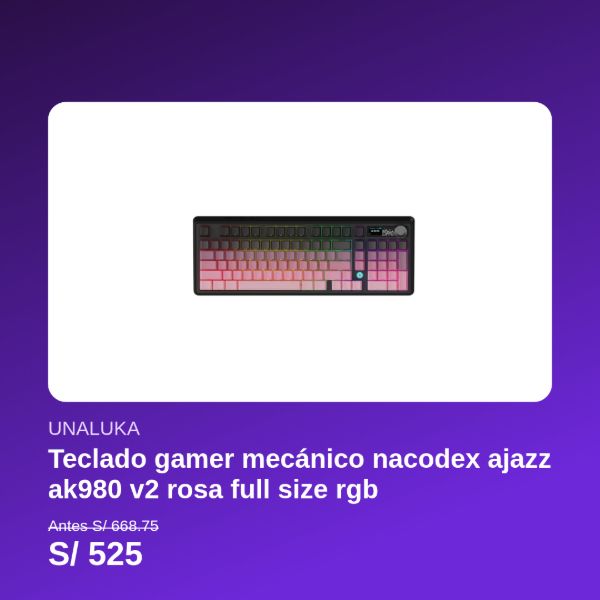 UNALUKA
Teclado gamer mecánico nacodex ajazz
ak980 v2 rosa full size rgb
Antes S/ 668.75
S/ 525